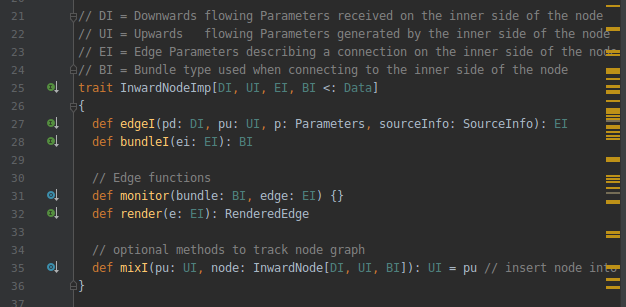 21 // DI = Downwards flowing Parameters received on the inner side of the node
22 // UI = Upwards   flowing Parameters generated by the inner side of the node
23 // EI = Edge Parameters describing a connection on the inner side of the node
24 // BI = Bundle type used when connecting to the inner side of the node
25 trait InwardNodeImp[DI, UI, EI, BI <: Data]
26 {
27   def edgeI(pd: DI, pu: UI, p: Parameters, sourceInfo: SourceInfo): EI
28   def bundleI(ei: EI): BI
29
30   // Edge functions
31   def monitor(bundle: BI, edge: EI) {}
32   def render(e: EI): RenderedEdge
33
34   // optional methods to track node graph
35   def mixI(pu: UI, node: InwardNode[DI, UI, BI]): UI = pu // insert node into
36 }
37